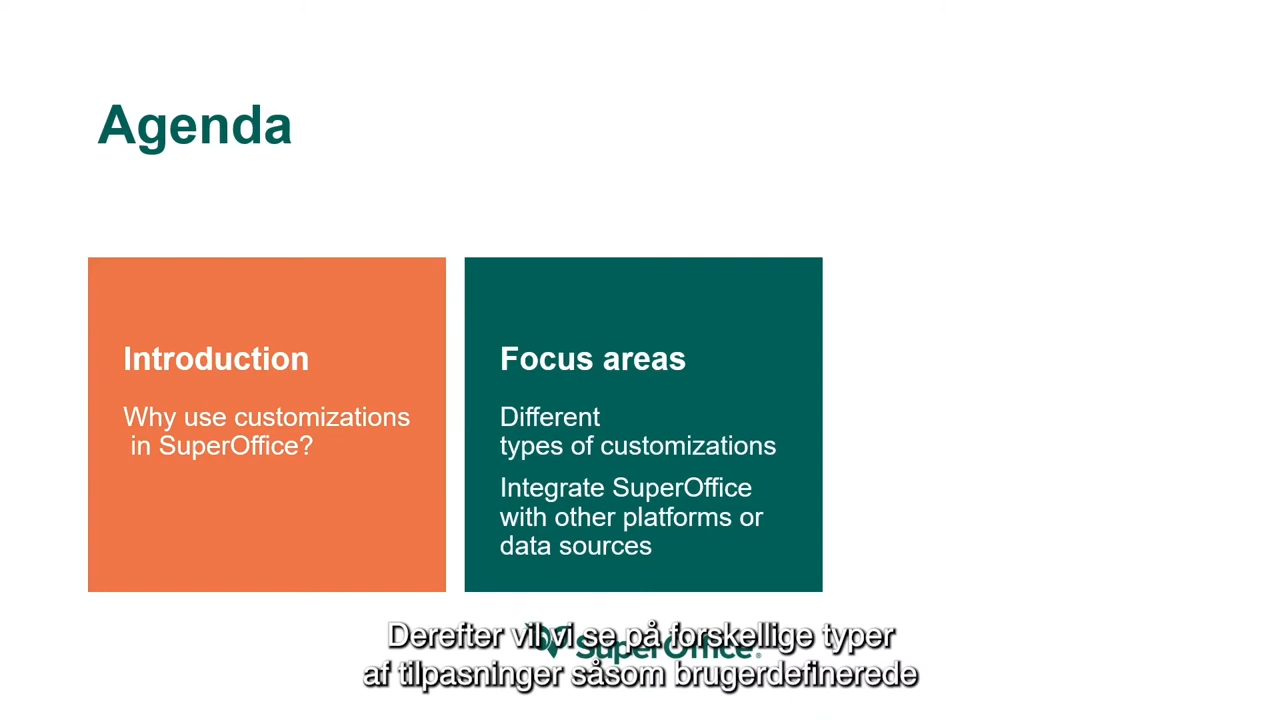 Agenda
Introduction
Why use customizations
in SuperOffice?
Focus areas
Different
types of customizations
Integrate SuperOffice
with other platforms or
data sources
SuperOffice®
Derefter vil vi se på forskellige typer
af tilpasninger såsom brugerdefinerede